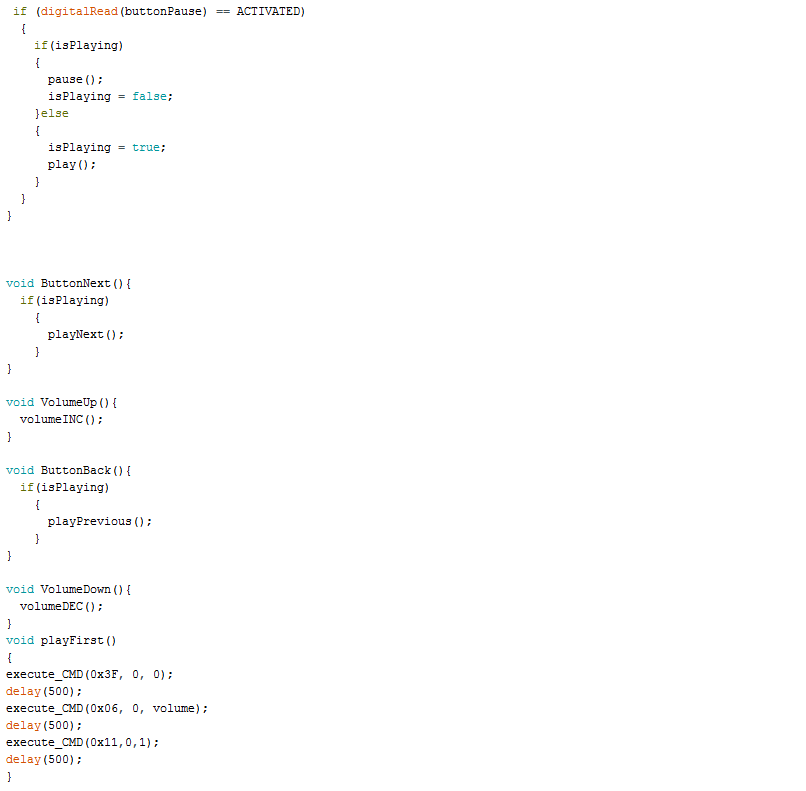 if (digitalRead(buttonPause) == ACTIVATED)
{
if(isPlaying)
{
pause();
isPlaying = false;
}else
{
isPlaying = true;
play();
}
}
}
void ButtonNext(){
if(isPlaying)
{
playNext();
}
}
void VolumeUp(){
volumeINC();
}
void ButtonBack(){
if(isPlaying)
{
playPrevious();
}
}
void VolumeDown(){
volumeDEC();
}
void playFirst()
{
execute_CMD(0x3F, 0, 0);
delay(500);
execute_CMD(0x06, 0, volume);
delay(500);
execute_CMD(0x11,0,1);
delay(500);
}